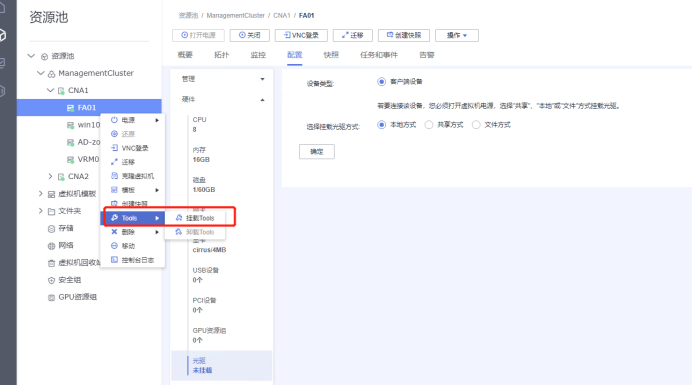 资源池
资源池 / ManagementCluster / CNA1 / FA01
打开电源 关闭 VNC登录 迁移 创建快照 操作
概要 拓扑 监控 配置 快照 任务和事件 告警
资源池
ManagementCluster
CNA1
FA01
win10
AD-zo
VRM0
CNA2
虚拟机模板
文件夹
存储
网络
虚拟机回收站
安全组
GPU资源组
电源
还原
VNC登录
迁移
克隆虚拟机
模板
创建快照
Tools
删除
移动
控制台日志
挂载Tools
卸载Tools
管理
硬件
CPU
8
内存
16GB
磁盘
1/60GB
显卡
cirrus/4MB
USB设备
0个
PCI设备
0个
GPU资源组
0个
光驱
未挂载
设备类型: 客户端设备
若要连接该设备，您必须打开虚拟机电源，选择“共享”、“本地”或“文件”方式挂载光驱。
选择挂载光驱方式: 本地方式 共享方式 文件方式
确定